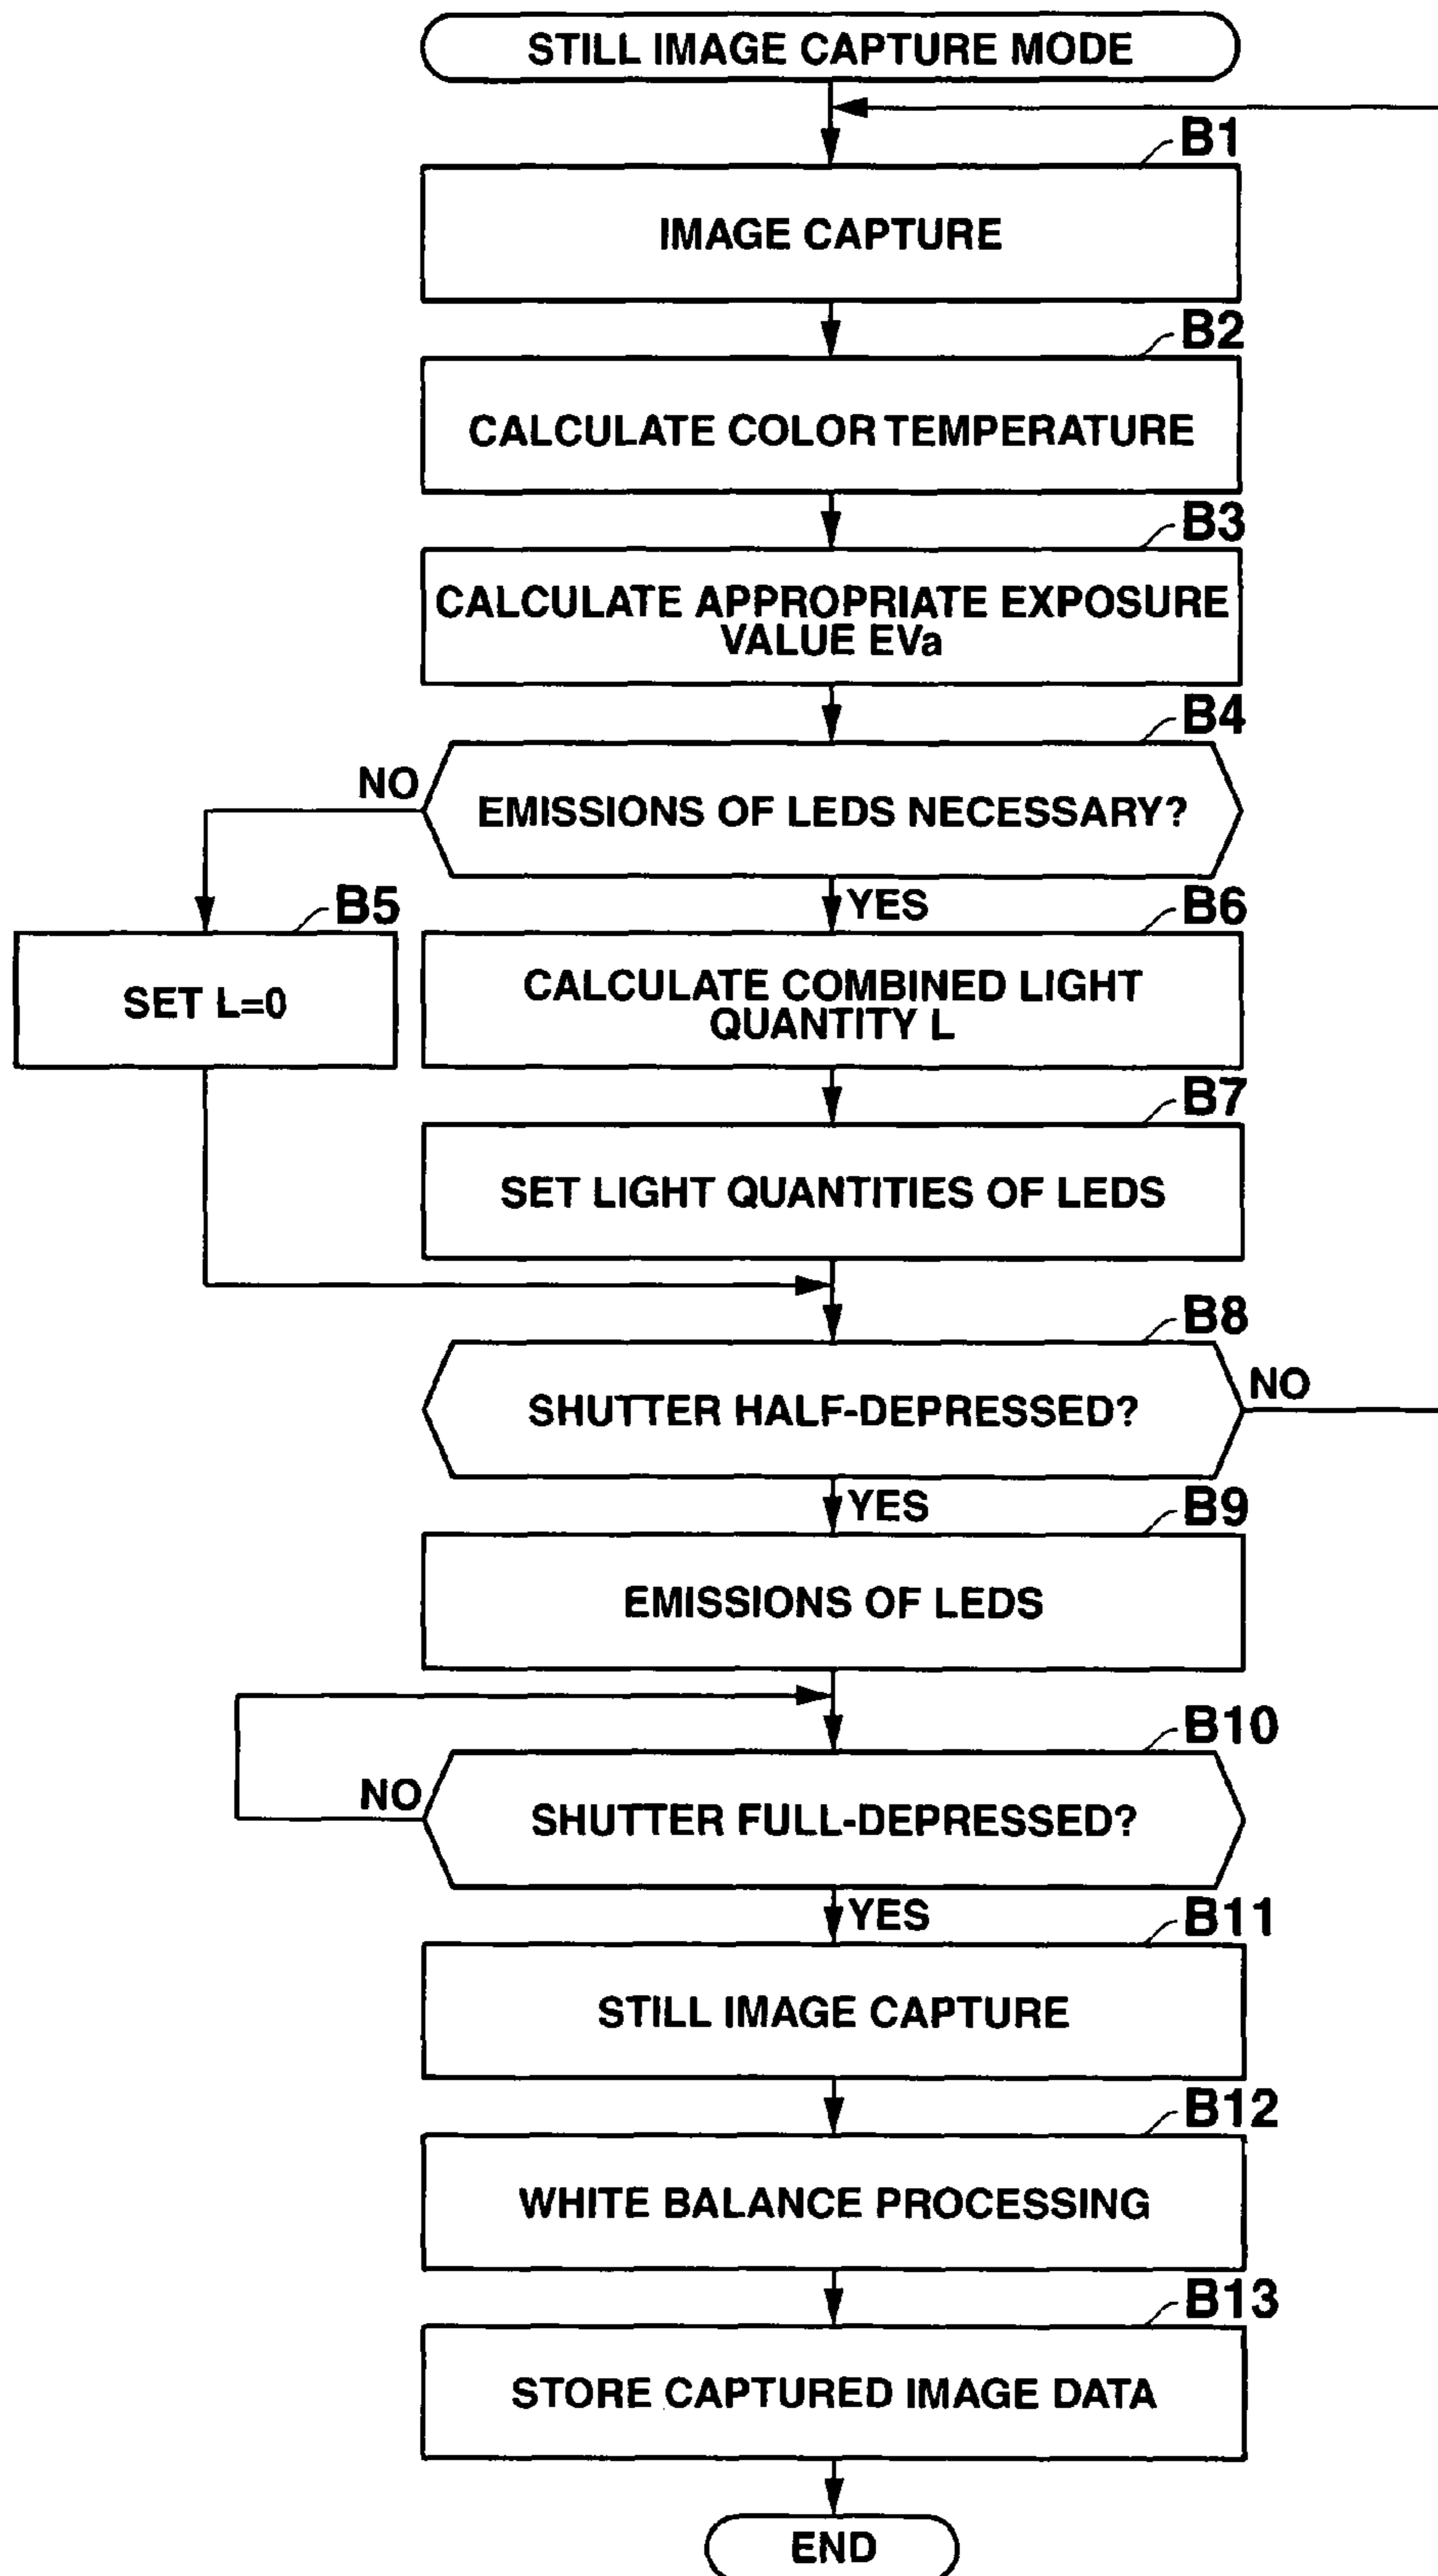 STILL IMAGE CAPTURE MODE
B1
IMAGE CAPTURE
B2
CALCULATE COLOR TEMPERATURE
B3
CALCULATE APPROPRIATE EXPOSURE
VALUE EVa
B4
NO
EMISSIONS OF LEDS NECESSARY?
YES
B5
SET L=0
B6
CALCULATE COMBINED LIGHT
QUANTITY L
B7
SET LIGHT QUANTITIES OF LEDS
B8
SHUTTER HALF-DEPRESSED?
NO
YES
B9
EMISSIONS OF LEDS
B10
NO
SHUTTER FULL-DEPRESSED?
YES
B11
STILL IMAGE CAPTURE
B12
WHITE BALANCE PROCESSING
B13
STORE CAPTURED IMAGE DATA
END